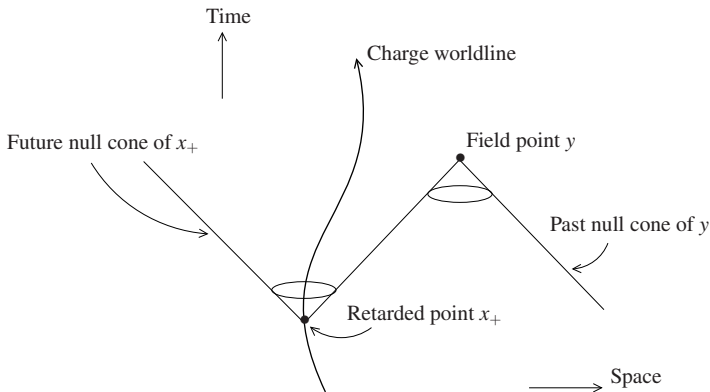 Time
Charge worldline
Future null cone of x₊
Field point y
Past null cone of y
Retarded point x₊
Space